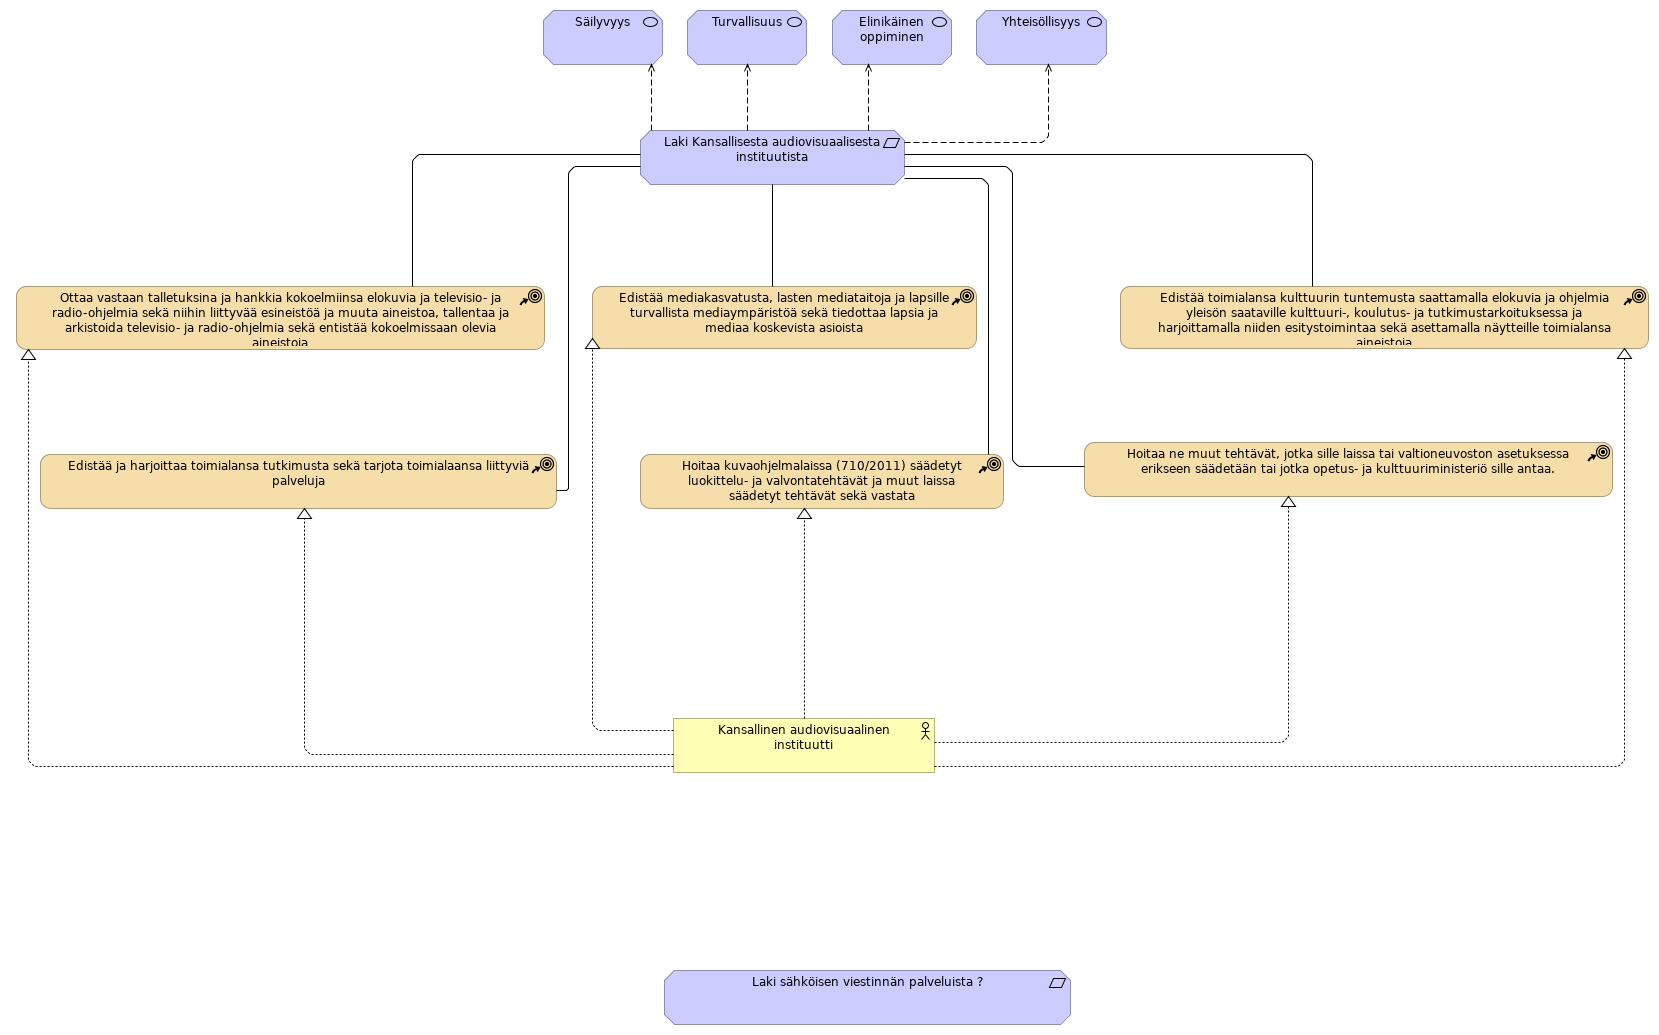 Säilyvyys
Turvallisuus
Elinikäinen
oppiminen
Yhteisöllisyys
Laki Kansallisesta audiovisuaalisesta
instituutista
Ottaa vastaan talletuksina ja hankkia kokoelmiinsa elokuvia ja televisio- ja
radio-ohjelmia sekä niihin liittyvää esineistöä ja muuta aineistoa, tallentaa ja
arkistoida televisio- ja radio-ohjelmia sekä entistää kokoelmissaan olevia
aineistoja
Edistää mediakasvatusta, lasten mediataitoja ja lapsille
turvallista mediaympäristöä sekä tiedottaa lapsia ja
mediaa koskevista asioista
Edistää toimialansa kulttuurin tuntemusta saattamalla elokuvia ja ohjelmia
yleisön saataville kulttuuri-, koulutus- ja tutkimustarkoituksessa ja
harjoittamalla niiden esitystoimintaa sekä asettamalla näytteille toimialansa
aineistoja
Edistää ja harjoittaa toimialansa tutkimusta sekä tarjota toimialaansa liittyviä
palveluja
Hoitaa kuvaohjelmalaissa (710/2011) säädetyt
luokittelu- ja valvontatehtävät ja muut laissa
säädetyt tehtävät sekä vastata
Hoitaa ne muut tehtävät, jotka sille laissa tai valtioneuvoston asetuksessa
erikseen säädetään tai jotka opetus- ja kulttuuriministeriö sille antaa.
Kansallinen audiovisuaalinen
instituutti
Laki sähköisen viestinnän palveluista ?